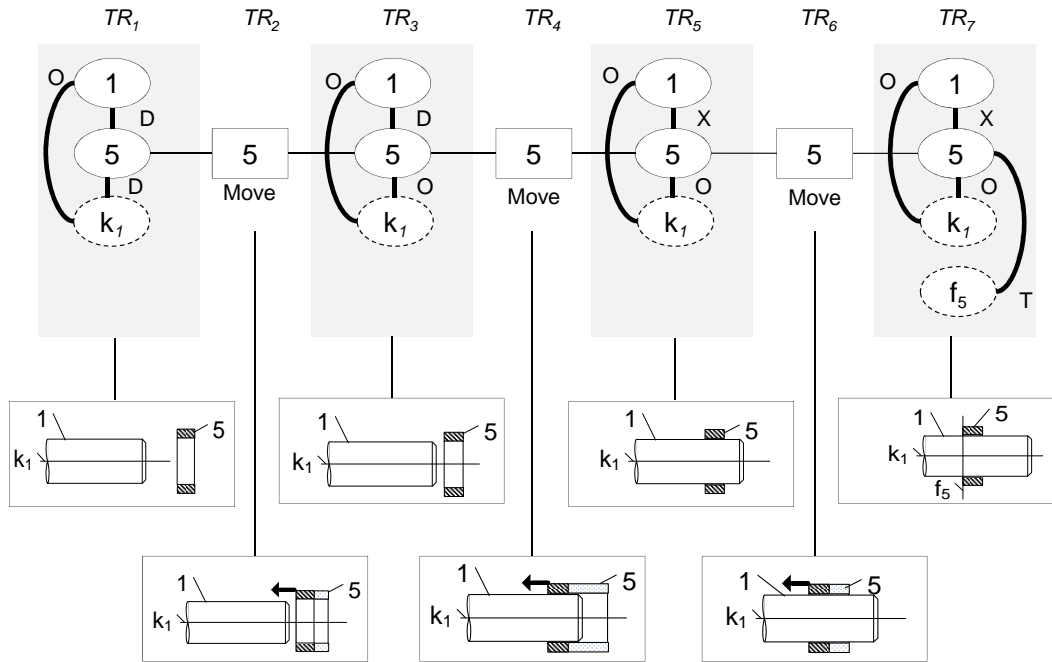 TR1 TR2 TR3 TR4 TR5 TR6 TR7
O 1 O 1 O 1 O 1
D D X X
5 5 5 5 5 5 5
D Move O Move O Move O
k1 k1 k1 k1
f5 T
1 5 1 5 1 5 1 5
k1 k1 k1 k1
f5
1 5 1 5 1 5
k1 k1 k1